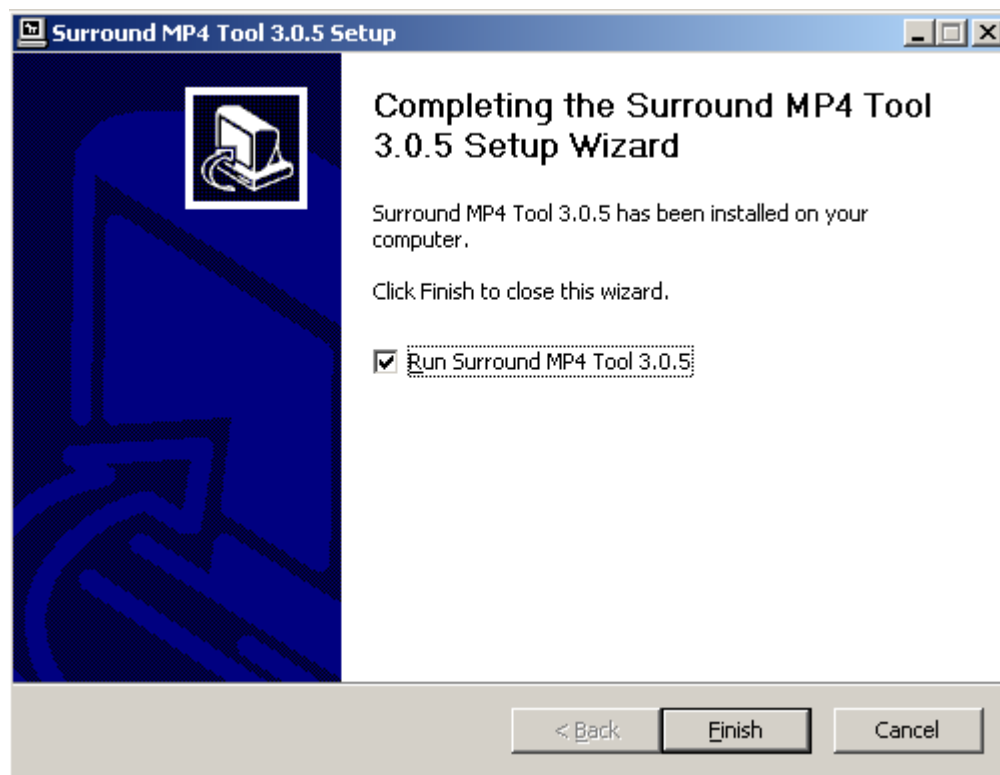 Surround MP4 Tool 3.0.5 Setup
Completing the Surround MP4 Tool
3.0.5 Setup Wizard
Surround MP4 Tool 3.0.5 has been installed on your
computer.
Click Finish to close this wizard.
Run Surround MP4 Tool 3.0.5
< Back Finish Cancel